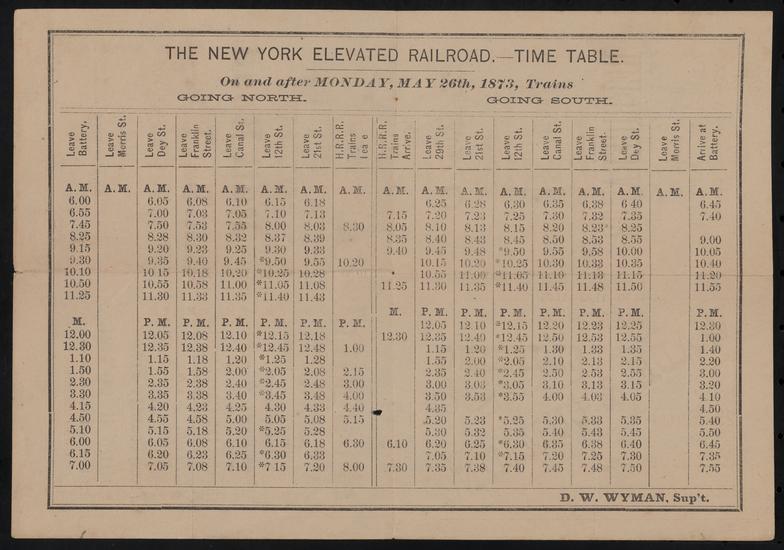 THE NEW YORK ELEVATED RAILROAD.—TIME TABLE.
On and after MONDAY, MAY 26th, 1873, Trains
GOING NORTH. GOING SOUTH.
Leave Battery. Leave Morris St. Leave Dey St. Leave Franklin Street. Leave Canal St. Leave 12th St. Leave 21st St. H.R.R.R. Trains H.R.R.R. Trains Arrive. Leave 29th St. Leave 21st St. Leave 12th St. Leave Canal St. Leave Franklin Street. Leave Dey St. Leave Morris St. Arrive at Battery.
A.M. A.M. A.M. A.M. A.M. A.M. A.M. A.M. A.M. A.M. A.M. A.M. A.M. A.M. A.M. A.M. A.M.
6.00 6.05 6.08 6.10 6.15 6.18 6.25 6.28 6.30 6.35 6.38 6 40 6.45
6.55 7.00 7.03 7.05 7.10 7.13 7.15 7.20 7.23 7.25 7.30 7.32 7.35 7.40
7.45 7.50 7.53 7.55 8.00 8.03 8.30 8.05 8.10 8.13 8.15 8.20 8.23 8.25
8.25 8.28 8.30 8.32 8.37 8.39 8.35 8.40 8.43 8.45 8.50 8.53 8.55 9.00
9.15 9.20 9.23 9.25 9.30 9.33 9.40 9.45 9.48 *9.50 9.55 9.58 10.00 10.05
9.30 9.35 9.40 9.45 *9.50 9.55 10.20 10.15 10.20 *10.25 10.30 10.33 10.35 10.40
10.10 10 15 10.18 10.20 *10.25 10.28 10.55 11.00 *11.05 11.10 11.13 11.15 11.20
10.50 10.55 10.58 11.00 *11.05 11.08 11.25 11.30 11.35 *11.40 11.45 11.48 11.50 11.55
11.25 11.30 11.33 11.35 *11.40 11.43
M. P.M. P.M. P.M. P.M. P.M. P.M. M. P.M. P.M. P.M. P.M. P.M. P.M. P.M.
12.05 12.10 *12.15 12.20 12.23 12.25 12.30
12.00 12.05 12.08 12.10 *12.15 12.18 12.30 12.35 12.40 *12.45 12.50 12.53 12.55 1.00
12.30 12.35 12.38 12.40 *12.45 12.48 1.00 1.15 1.20 *1.25 1.30 1.33 1.35 1.40
1.10 1.15 1.18 1.20 *1.25 1.28 1.55 2.00 *2.05 2.10 2.13 2.15 2.20
1.50 1.55 1.58 2.00 *2.05 2.08 2.15 2.35 2.40 *2.45 2.50 2.53 2.55 3.00
2.30 2.35 2.38 2.40 *2.45 2.48 3.00 3.00 3.03 *3.05 3.10 3.13 3.15 3.20
3.30 3.35 3.38 3.40 *3.45 3.48 4.00 3.50 3.53 *3.55 4.00 4.03 4.05 4.10
4.15 4.20 4.23 4.25 4.30 4.33 4.40 4.35 4.50
4.50 4.55 4.58 5.00 5.05 5.08 5.15 5.20 5.23 *5.25 5.30 5.33 5.35 5.40
5.10 5.15 5.18 5.20 *5.25 5.28 5.30 5.32 5.35 5.40 5.43 5.45 5.50
6.00 6.05 6.08 6.10 6.15 6.18 6.30 6.10 6.20 6.25 *6.30 6.35 6.38 6.40 6.45
6.15 6.20 6.23 6.25 *6.30 6.33 7.05 7.10 *7.15 7.20 7.25 7.30 7.35
7.00 7.05 7.08 7.10 *7 15 7.20 8.00 7.30 7.35 7.38 7.40 7.45 7.48 7.50 7.55
D. W. WYMAN, Sup't.